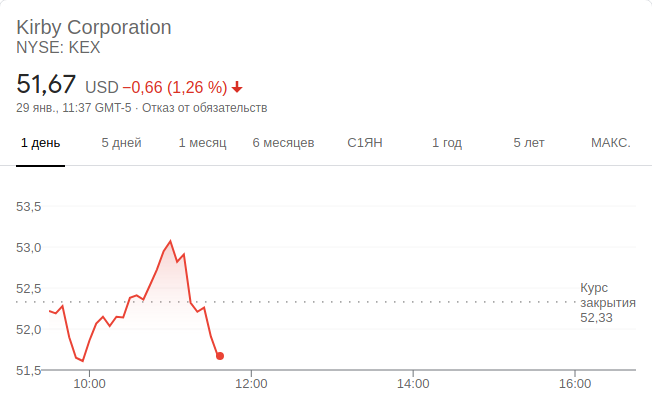 Kirby Corporation
NYSE: KEX
51,67 USD −0,66 (1,26 %)
29 янв., 11:37 GMT-5 · Отказ от обязательств
1 день 5 дней 1 месяц 6 месяцев С1ЯН 1 год 5 лет МАКС.
53,5
53,0
52,5
Курс
закрытия
52,33
52,0
51,5
10:00 12:00 14:00 16:00